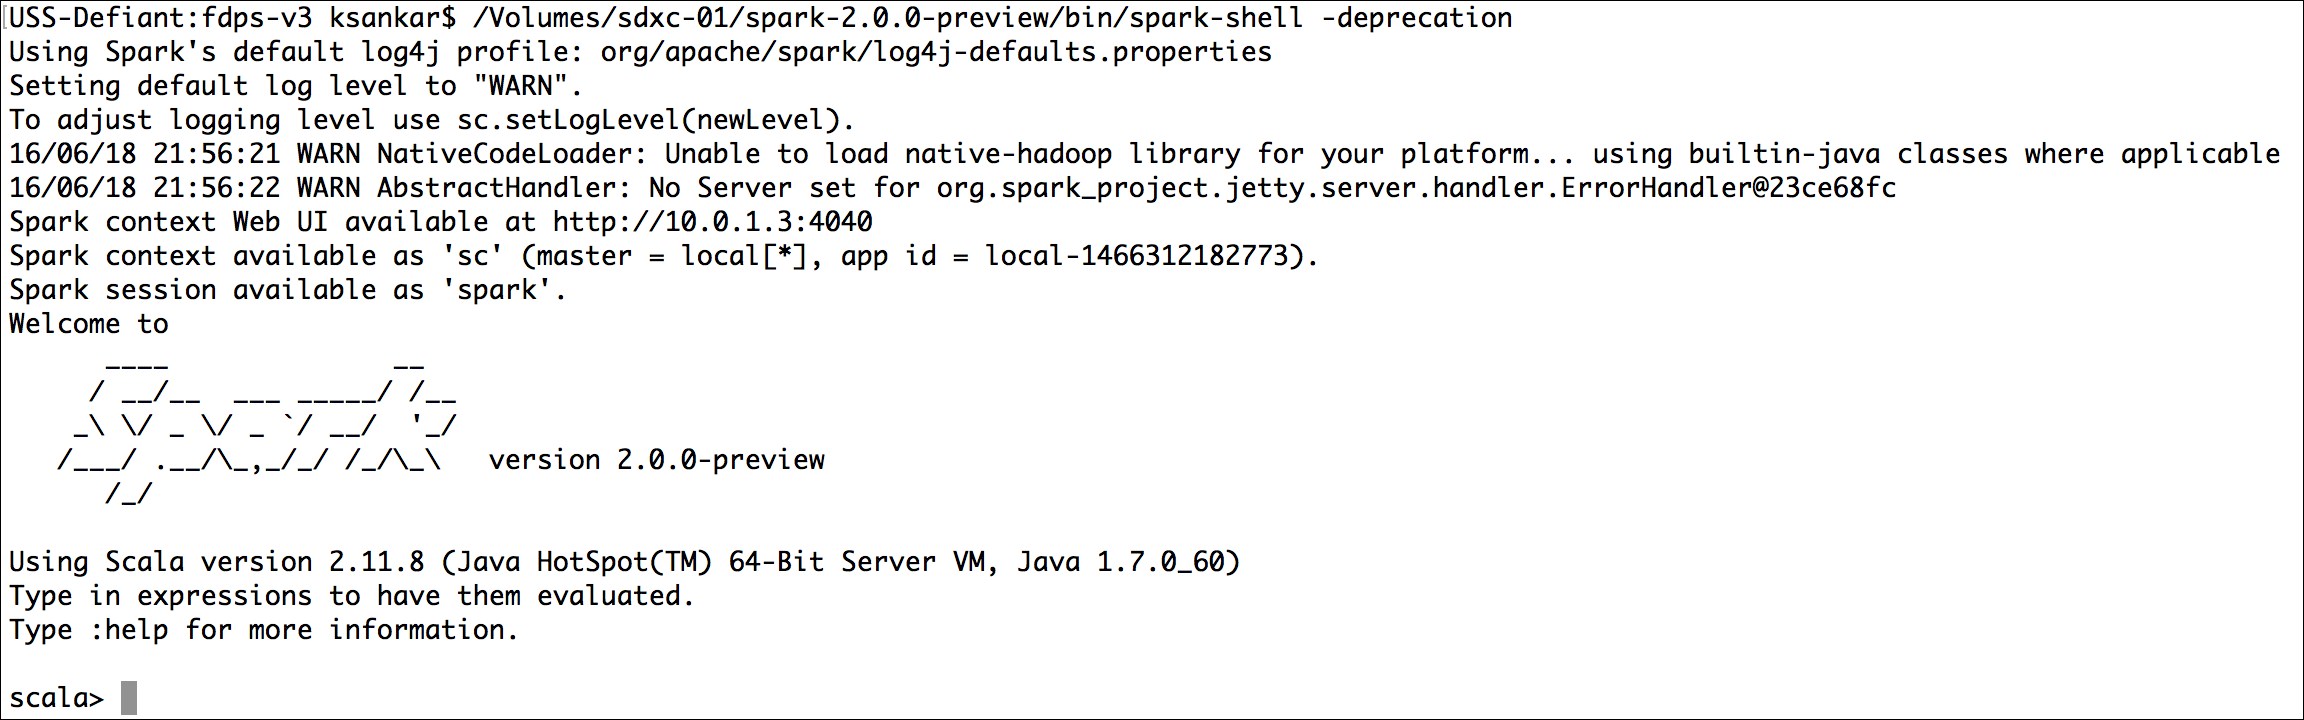 USS-Defiant:fdps-v3 ksankar$ /Volumes/sdxc-01/spark-2.0.0-preview/bin/spark-shell -deprecation
Using Spark's default log4j profile: org/apache/spark/log4j-defaults.properties
Setting default log level to "WARN".
To adjust logging level use sc.setLogLevel(newLevel).
16/06/18 21:56:21 WARN NativeCodeLoader: Unable to load native-hadoop library for your platform... using builtin-java classes where applicable
16/06/18 21:56:22 WARN AbstractHandler: No Server set for org.spark_project.jetty.server.handler.ErrorHandler@23ce68fc
Spark context Web UI available at http://10.0.1.3:4040
Spark context available as 'sc' (master = local[*], app id = local-1466312182773).
Spark session available as 'spark'.
Welcome to
      ____              __
     / __/__  ___ _____/ /__
    _\ \/ _ \/ _ `/ __/  '_/
   /___/ .__/\_,_/_/ /_/\_\   version 2.0.0-preview
      /_/
Using Scala version 2.11.8 (Java HotSpot(TM) 64-Bit Server VM, Java 1.7.0_60)
Type in expressions to have them evaluated.
Type :help for more information.
scala>